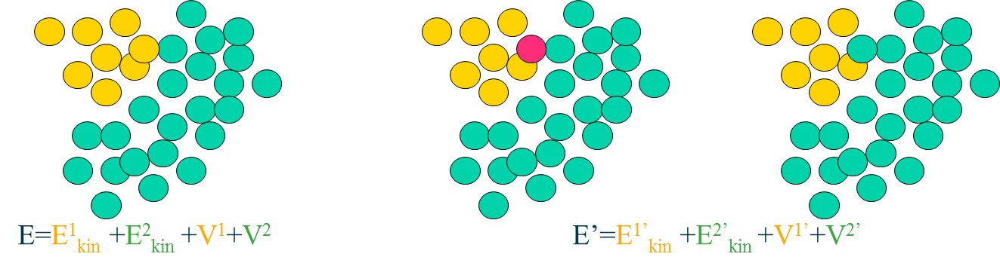 E=E¹kin +E²kin +V¹+V²
E’=E¹’kin +E²’kin +V¹’+V²’